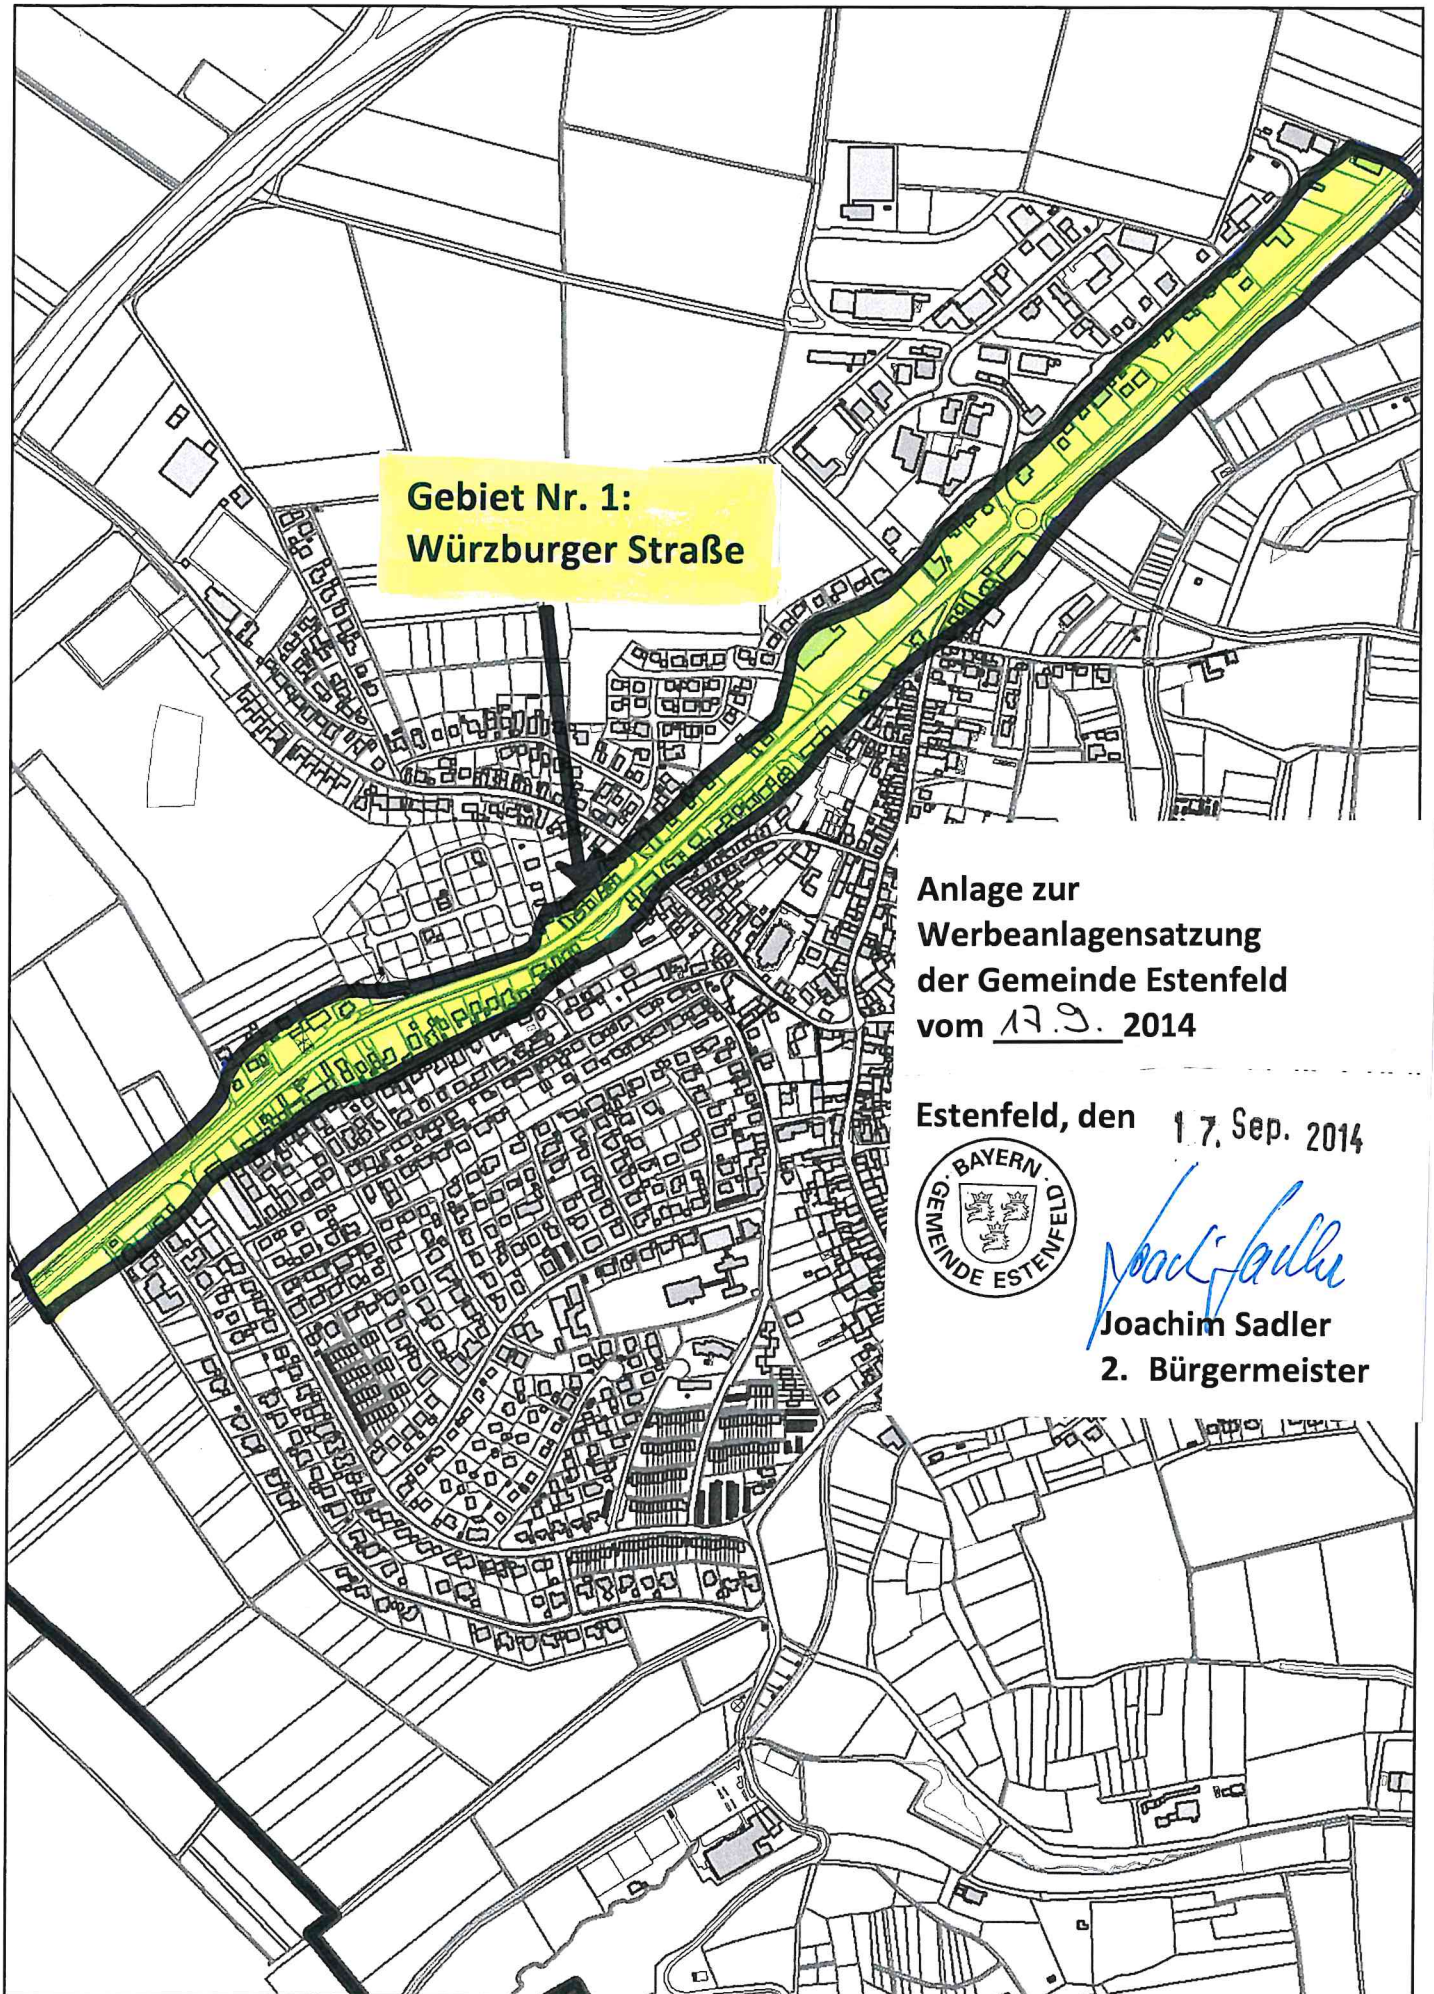 Gebiet Nr. 1:
Würzburger Straße
Anlage zur
Werbeanlagensatzung
der Gemeinde Estenfeld
vom 17.9. 2014
Estenfeld, den 17. Sep. 2014
· BAYERN ·
GEMEINDE ESTENFELD
Joachim Sadler
2. Bürgermeister